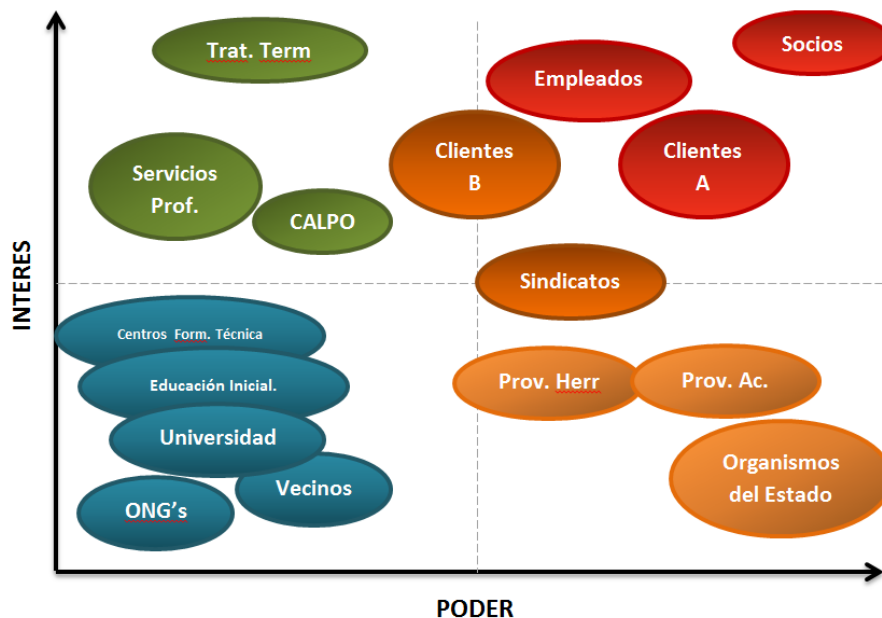 Trat. Term
Socios
Empleados
Clientes
B
Clientes
A
Servicios
Prof.
CALPO
INTERES
Sindicatos
Centros Form. Técnica
Educación Inicial.
Prov. Herr
Prov. Ac.
Universidad
Vecinos
ONG's
Organismos
del Estado
PODER